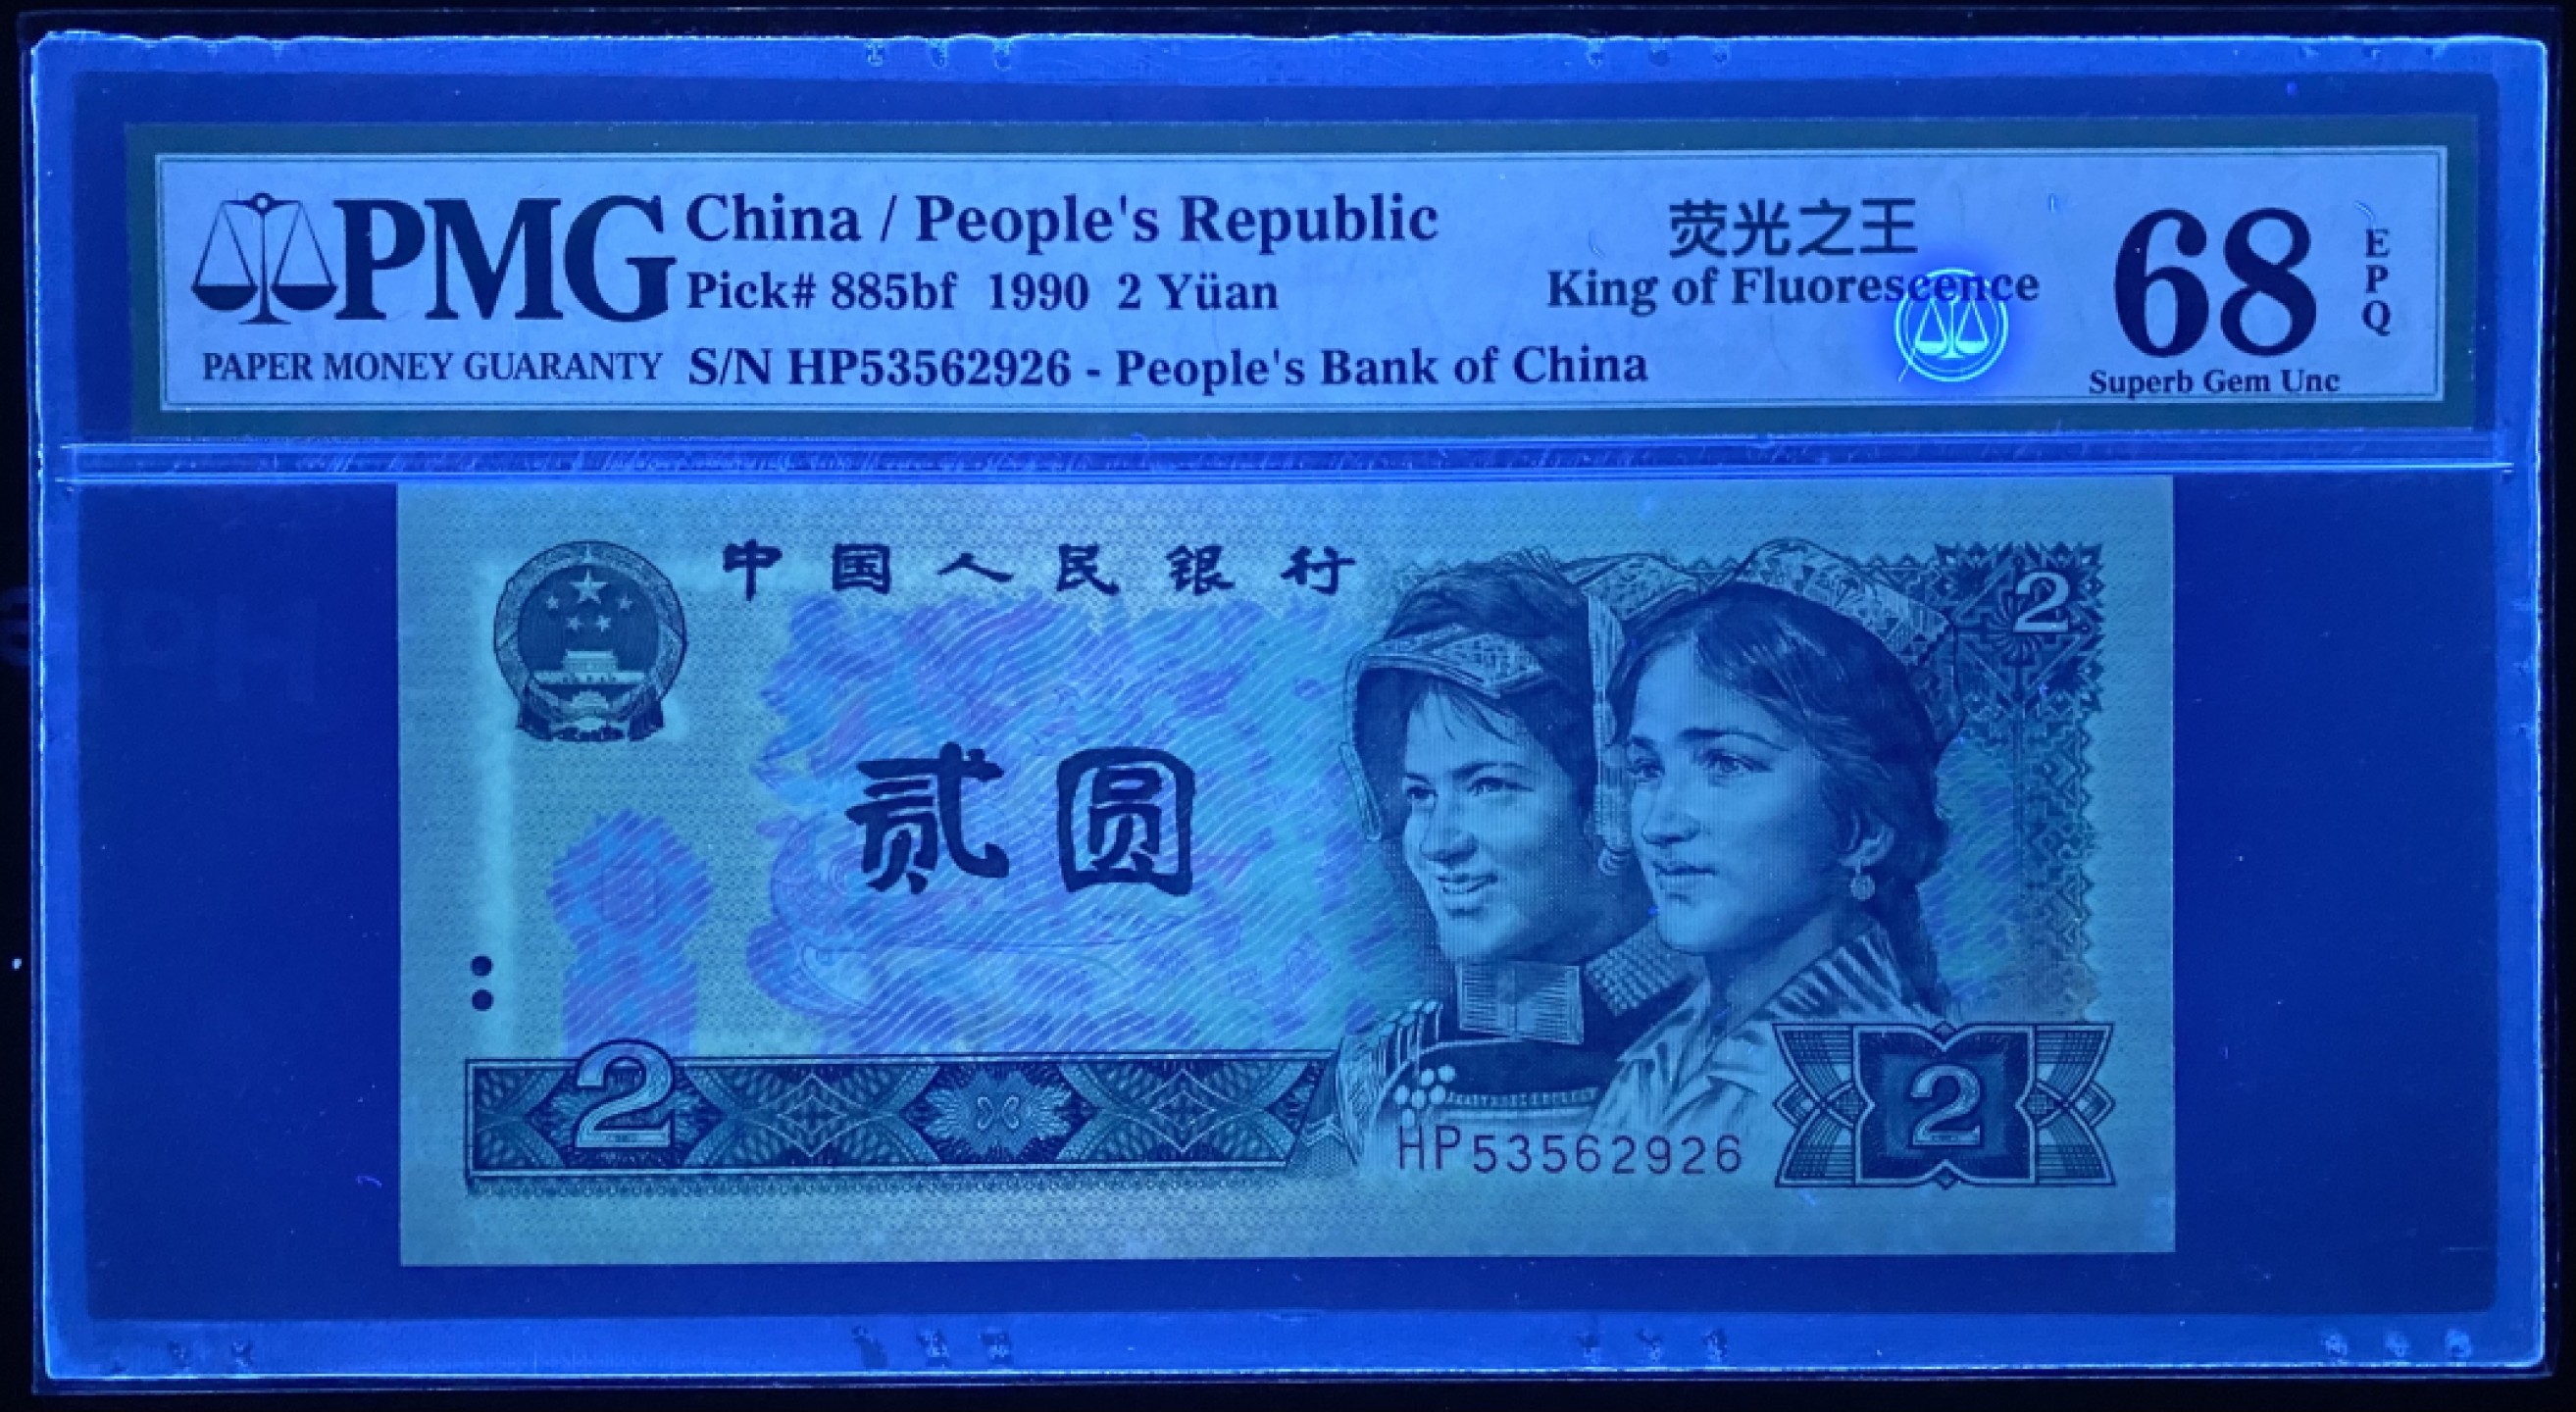 PMG
PAPER MONEY GUARANTY
China / People's Republic
Pick# 885bf 1990 2 Yüan
S/N HP53562926 - People's Bank of China
荧光之王
King of Fluorescence
68
EPQ
Superb Gem Unc
中国人民银行
2
贰圆
2
2
HP53562926